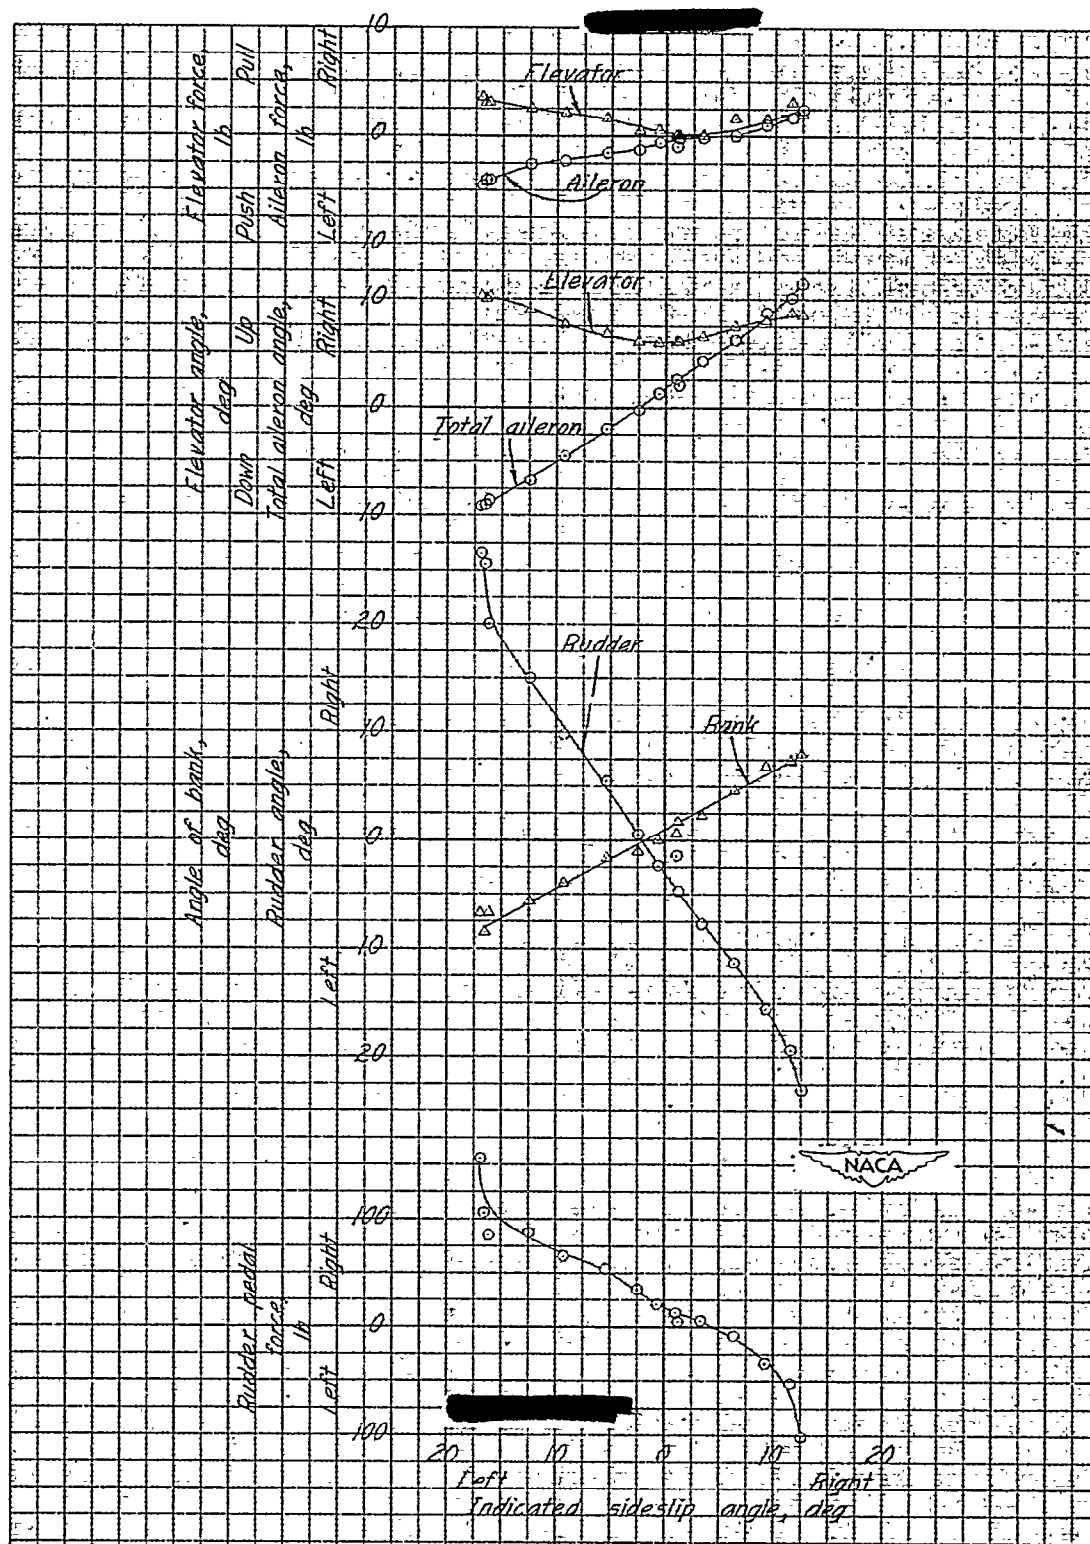 10
Elevator force,
lb
Push Pull
Aileron force,
lb
Left Right
0
10
Elevator
Aileron
Elevator angle,
deg
Down Up
Total aileron angle,
deg
Left Right
10
0
10
Elevator
Total aileron
Angle of bank,
deg
Rudder angle,
deg
Left Right
20
10
0
10
20
Rudder
Bank
NACA
Rudder pedal
force,
lb
Left Right
100
0
100
20 10 0 10 20
Left Right
Indicated sideslip angle, deg